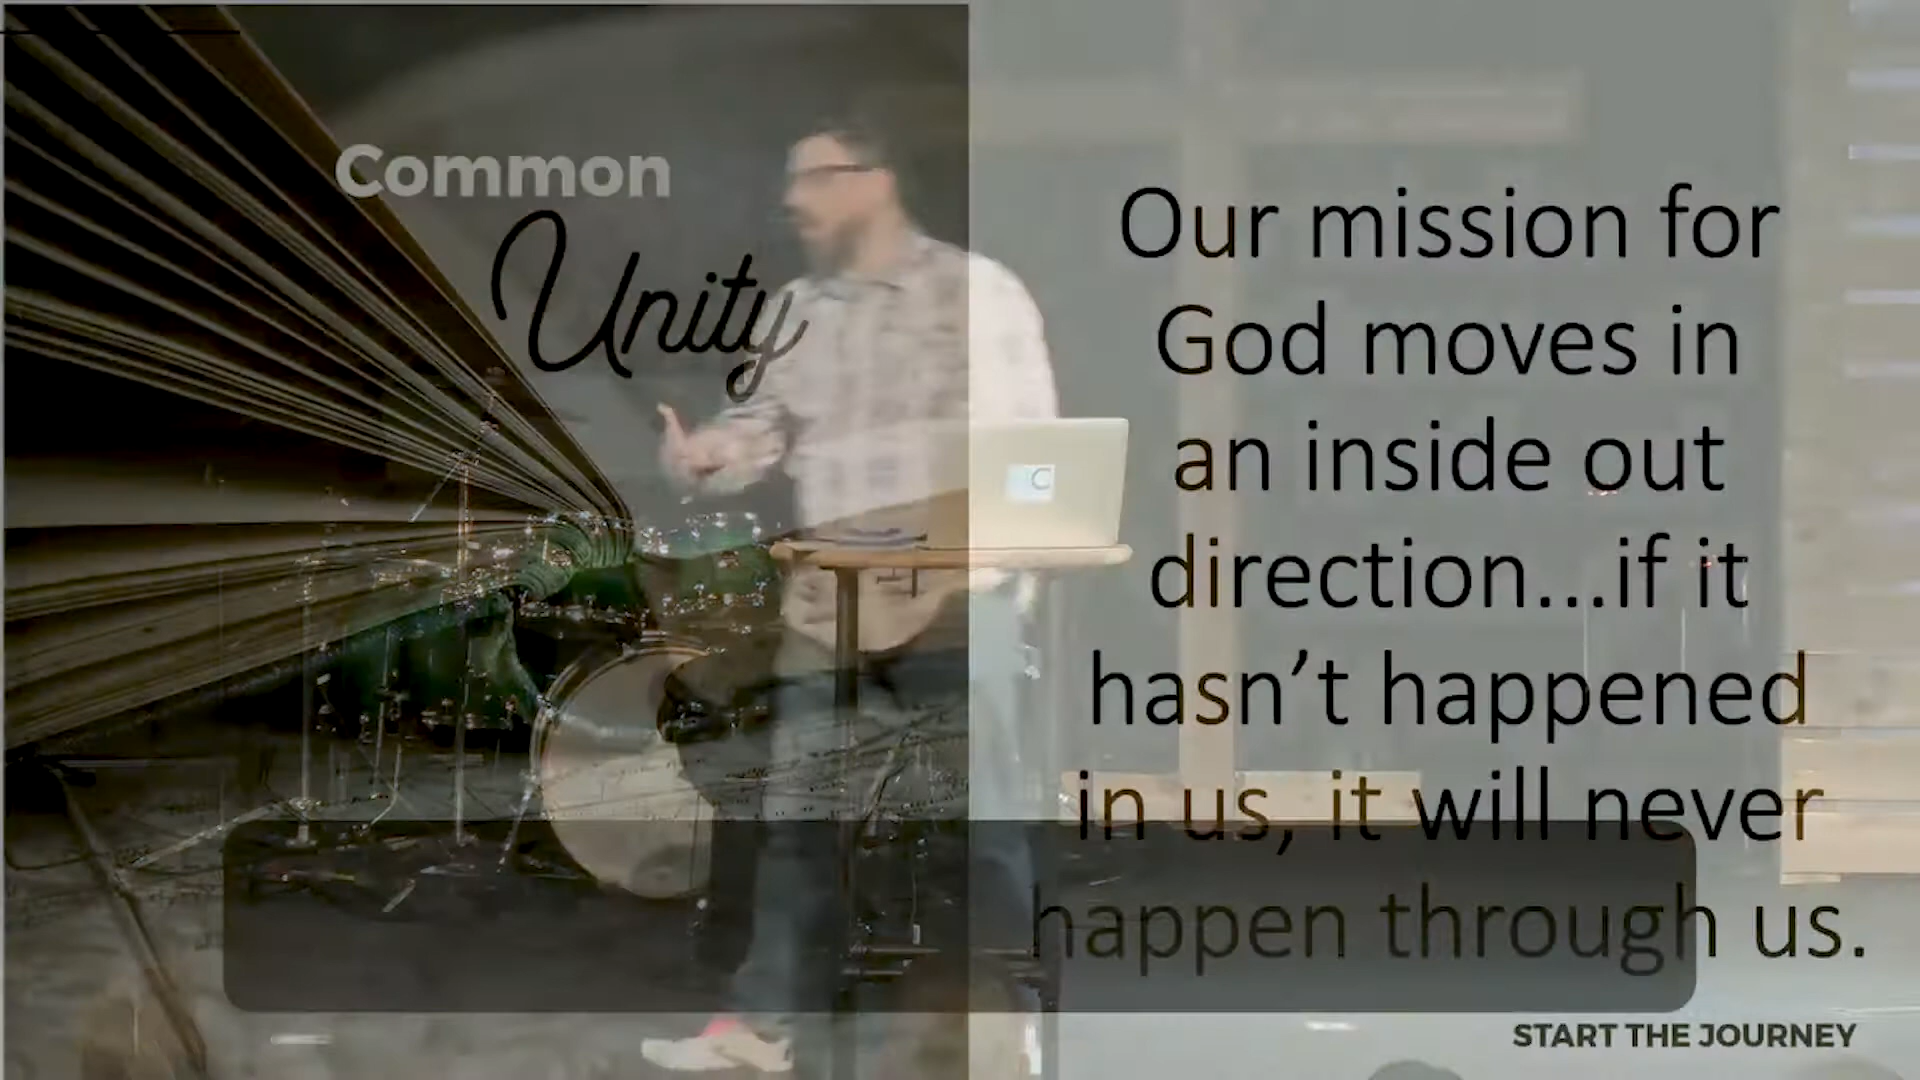 Common
Unity
Our mission for
God moves in
an inside out
direction...if it
hasn’t happened
in us, it will never
happen through us.
C
START THE JOURNEY